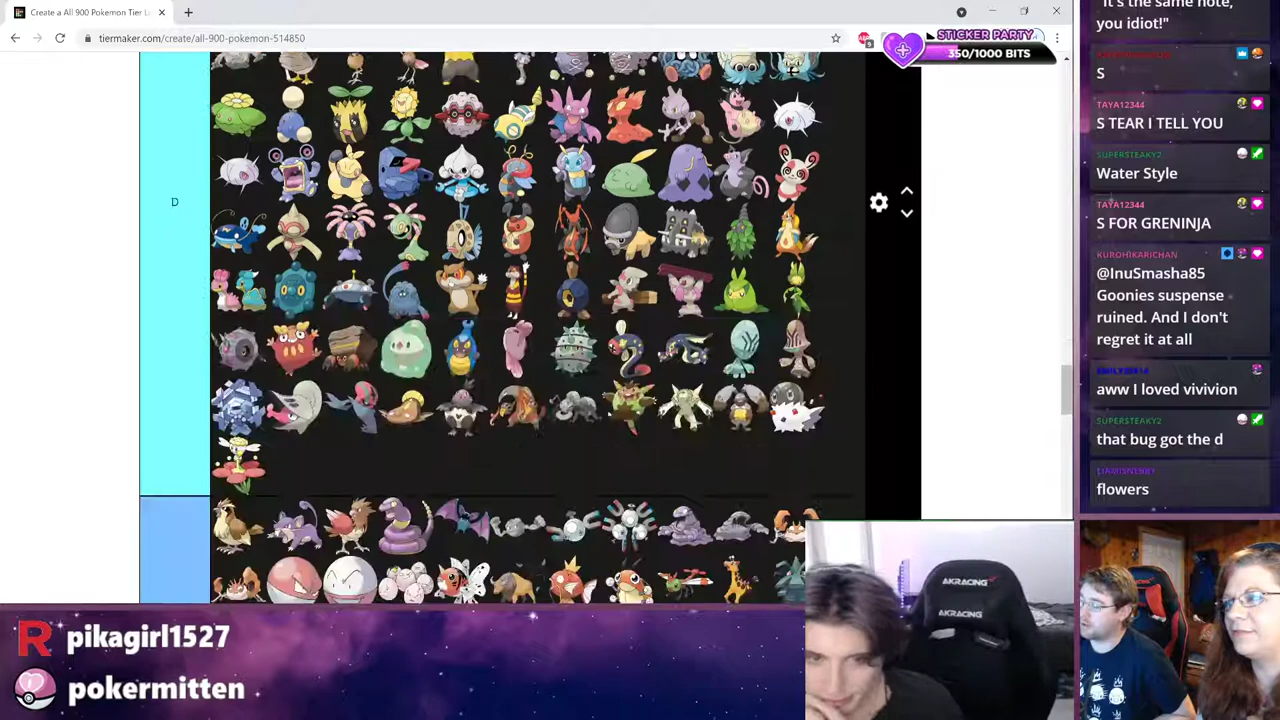 Create a All 900 Pokemon Tier Li
tiermaker.com/create/all-900-pokemon-514850
9
STICKER PARTY
350/1000 BITS
D
"It's the same note,
you idiot!"
S
TAYA12344
S TEAR I TELL YOU
SUPERSTEAKY2
Water Style
TAYA12344
S FOR GRENINJA
KUROHIKARICHAN
@InuSmasha85
Goonies suspense
ruined. And I don't
regret it at all
aww I loved vivivion
SUPERSTEAKY2
that bug got the d
flowers
AKRACING
AKRACING
R pikagirl1527
pokermitten